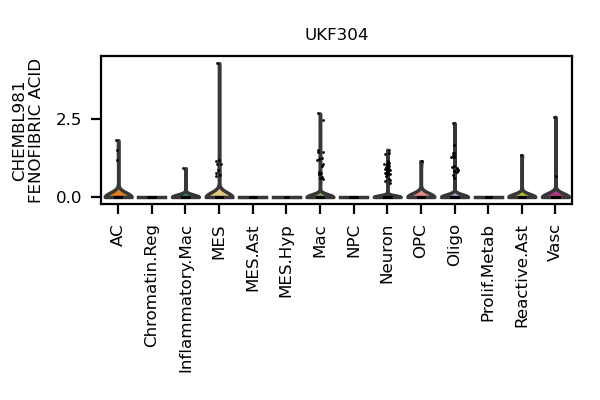 UKF304
CHEMBL981
FENOFIBRIC ACID
2.5
0.0
AC
Chromatin.Reg
Inflammatory.Mac
MES
MES.Ast
MES.Hyp
Mac
NPC
Neuron
OPC
Oligo
Prolif.Metab
Reactive.Ast
Vasc